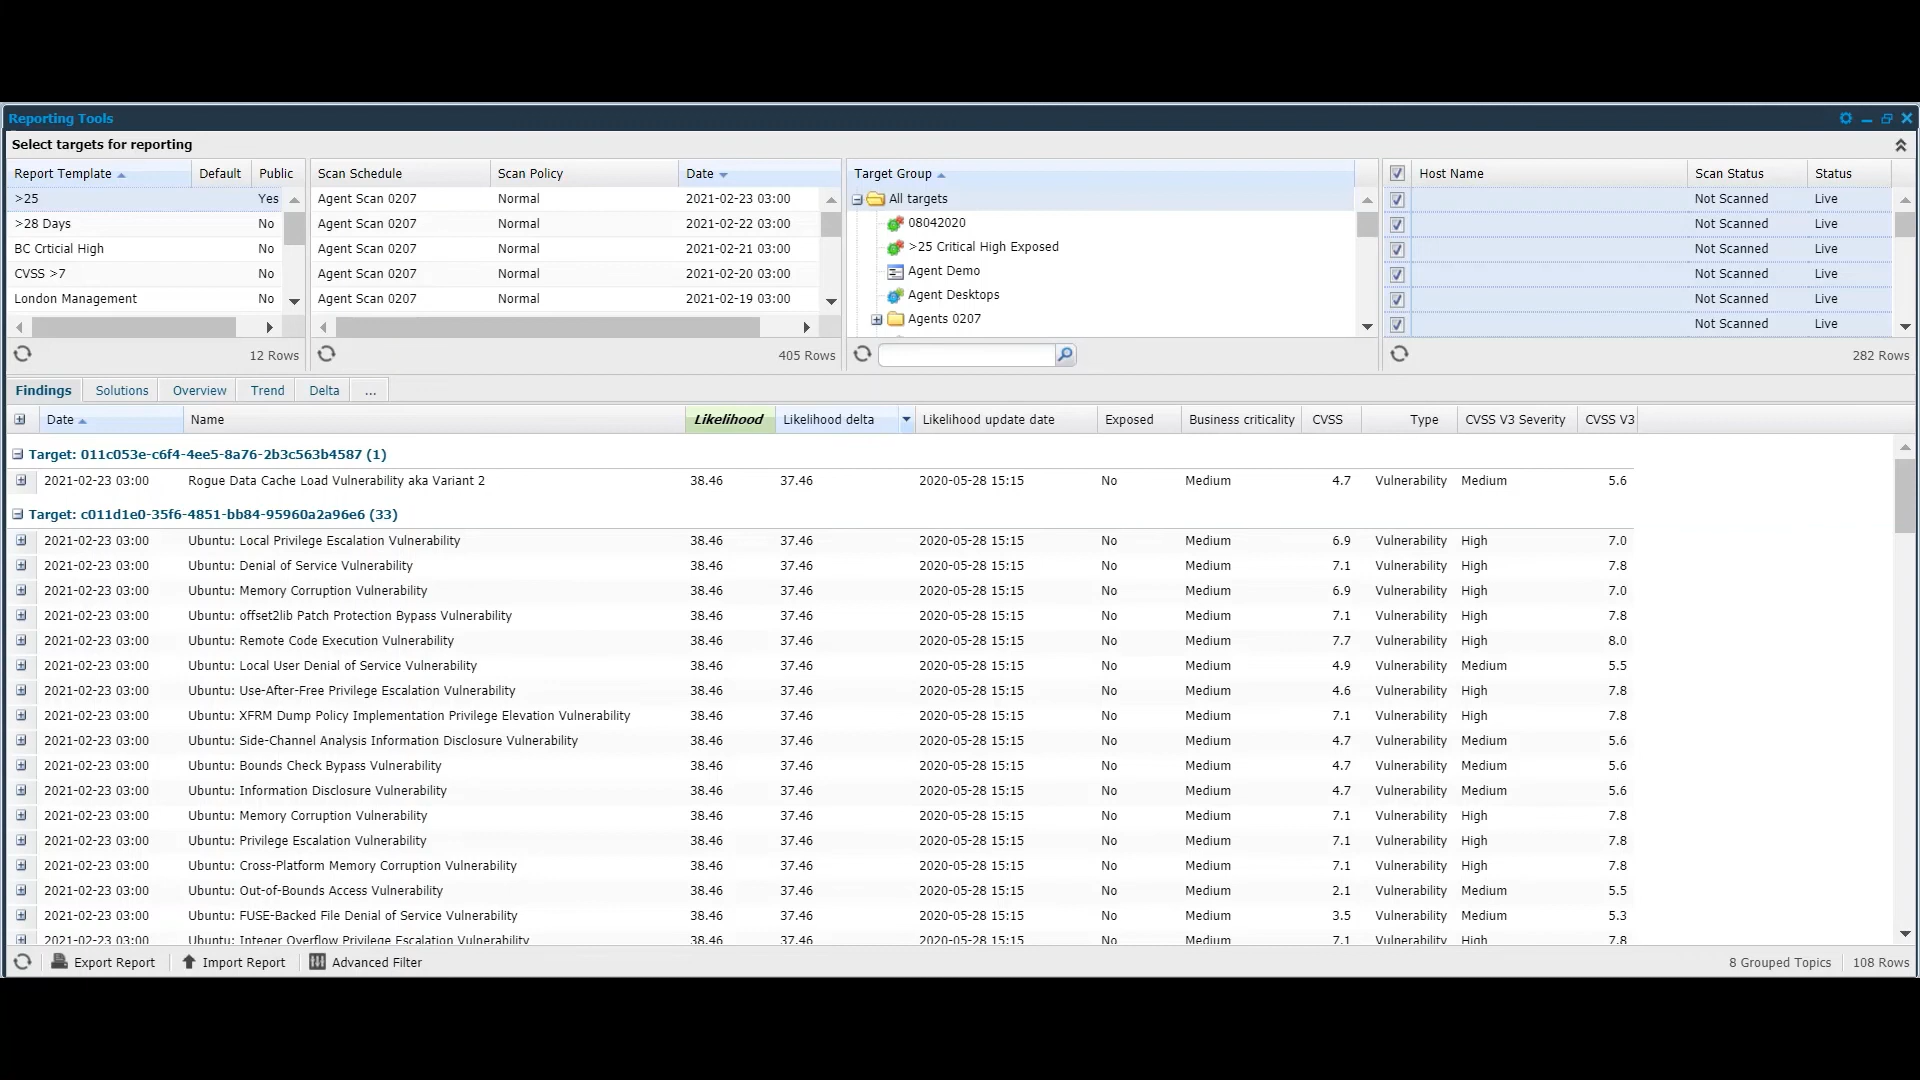 Reporting Tools
Select targets for reporting
Report Template Default Public
>25 Yes
>28 Days No
BC Crticial High No
CVSS >7 No
London Management No
12 Rows
Scan Schedule Scan Policy Date
Agent Scan 0207 Normal 2021-02-23 03:00
Agent Scan 0207 Normal 2021-02-22 03:00
Agent Scan 0207 Normal 2021-02-21 03:00
Agent Scan 0207 Normal 2021-02-20 03:00
Agent Scan 0207 Normal 2021-02-19 03:00
405 Rows
Target Group
All targets
08042020
>25 Critical High Exposed
Agent Demo
Agent Desktops
Agents 0207
Host Name Scan Status Status
Not Scanned Live
Not Scanned Live
Not Scanned Live
Not Scanned Live
Not Scanned Live
Not Scanned Live
282 Rows
Findings Solutions Overview Trend Delta ...
Date Name Likelihood Likelihood delta Likelihood update date Exposed Business criticality CVSS Type CVSS V3 Severity CVSS V3
Target: 011c053e-c6f4-4ee5-8a76-2b3c563b4587 (1)
2021-02-23 03:00 Rogue Data Cache Load Vulnerability aka Variant 2 38.46 37.46 2020-05-28 15:15 No Medium 4.7 Vulnerability Medium 5.6
Target: c011d1e0-35f6-4851-bb84-95960a2a96e6 (33)
2021-02-23 03:00 Ubuntu: Local Privilege Escalation Vulnerability 38.46 37.46 2020-05-28 15:15 No Medium 6.9 Vulnerability High 7.0
2021-02-23 03:00 Ubuntu: Denial of Service Vulnerability 38.46 37.46 2020-05-28 15:15 No Medium 7.1 Vulnerability High 7.8
2021-02-23 03:00 Ubuntu: Memory Corruption Vulnerability 38.46 37.46 2020-05-28 15:15 No Medium 6.9 Vulnerability High 7.0
2021-02-23 03:00 Ubuntu: offset2lib Patch Protection Bypass Vulnerability 38.46 37.46 2020-05-28 15:15 No Medium 7.1 Vulnerability High 7.8
2021-02-23 03:00 Ubuntu: Remote Code Execution Vulnerability 38.46 37.46 2020-05-28 15:15 No Medium 7.7 Vulnerability High 8.0
2021-02-23 03:00 Ubuntu: Local User Denial of Service Vulnerability 38.46 37.46 2020-05-28 15:15 No Medium 4.9 Vulnerability Medium 5.5
2021-02-23 03:00 Ubuntu: Use-After-Free Privilege Escalation Vulnerability 38.46 37.46 2020-05-28 15:15 No Medium 4.6 Vulnerability High 7.8
2021-02-23 03:00 Ubuntu: XFRM Dump Policy Implementation Privilege Elevation Vulnerability 38.46 37.46 2020-05-28 15:15 No Medium 7.1 Vulnerability High 7.8
2021-02-23 03:00 Ubuntu: Side-Channel Analysis Information Disclosure Vulnerability 38.46 37.46 2020-05-28 15:15 No Medium 4.7 Vulnerability Medium 5.6
2021-02-23 03:00 Ubuntu: Bounds Check Bypass Vulnerability 38.46 37.46 2020-05-28 15:15 No Medium 4.7 Vulnerability Medium 5.6
2021-02-23 03:00 Ubuntu: Information Disclosure Vulnerability 38.46 37.46 2020-05-28 15:15 No Medium 4.7 Vulnerability Medium 5.6
2021-02-23 03:00 Ubuntu: Memory Corruption Vulnerability 38.46 37.46 2020-05-28 15:15 No Medium 7.1 Vulnerability High 7.8
2021-02-23 03:00 Ubuntu: Privilege Escalation Vulnerability 38.46 37.46 2020-05-28 15:15 No Medium 7.1 Vulnerability High 7.8
2021-02-23 03:00 Ubuntu: Cross-Platform Memory Corruption Vulnerability 38.46 37.46 2020-05-28 15:15 No Medium 7.1 Vulnerability High 7.8
2021-02-23 03:00 Ubuntu: Out-of-Bounds Access Vulnerability 38.46 37.46 2020-05-28 15:15 No Medium 2.1 Vulnerability Medium 5.5
2021-02-23 03:00 Ubuntu: FUSE-Backed File Denial of Service Vulnerability 38.46 37.46 2020-05-28 15:15 No Medium 3.5 Vulnerability Medium 5.3
2021-02-23 03:00 Ubuntu: Integer Overflow Privilege Escalation Vulnerability 38.46 37.46 2020-05-28 15:15 No Medium 7.1 Vulnerability High 7.8
Export Report Import Report Advanced Filter 8 Grouped Topics 108 Rows